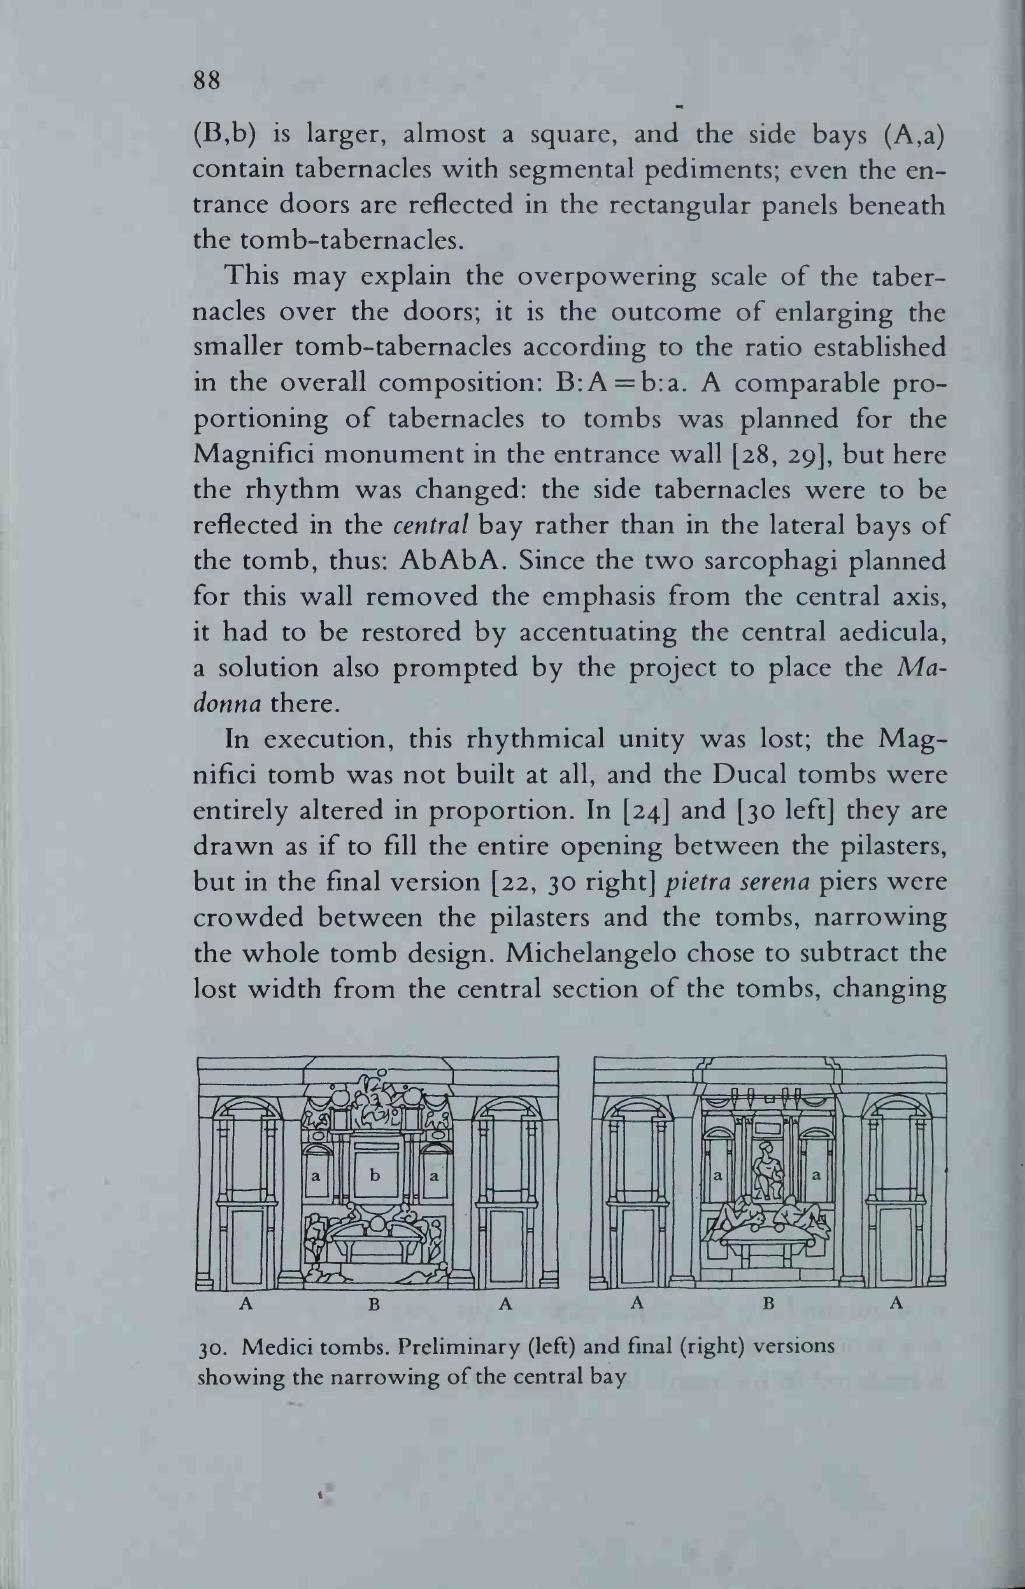 88
(B,b) is larger, almost a square, and the side bays (A,a)
contain tabernacles with segmental pediments; even the en-
trance doors are reflected in the rectangular panels beneath
the tomb-tabernacles.
This may explain the overpowering scale of the taber-
nacles over the doors; it is the outcome of enlarging the
smaller tomb-tabernacles according to the ratio established
in the overall composition: B:A=b:a. A comparable pro-
portioning of tabernacles to tombs was planned for the
Magnifici monument in the entrance wall [28, 29], but here
the rhythm was changed: the side tabernacles were to be
reflected in the central bay rather than in the lateral bays of
the tomb, thus: AbAbA. Since the two sarcophagi planned
for this wall removed the emphasis from the central axis,
it had to be restored by accentuating the central aedicula,
a solution also prompted by the project to place the Ma-
donna there.
In execution, this rhythmical unity was lost; the Mag-
nifici tomb was not built at all, and the Ducal tombs were
entirely altered in proportion. In [24] and [30 left] they are
drawn as if to fill the entire opening between the pilasters,
but in the final version [22, 30 right] pietra serena piers were
crowded between the pilasters and the tombs, narrowing
the whole tomb design. Michelangelo chose to subtract the
lost width from the central section of the tombs, changing
a b a a a
A B A A B A
30. Medici tombs. Preliminary (left) and final (right) versions
showing the narrowing of the central bay